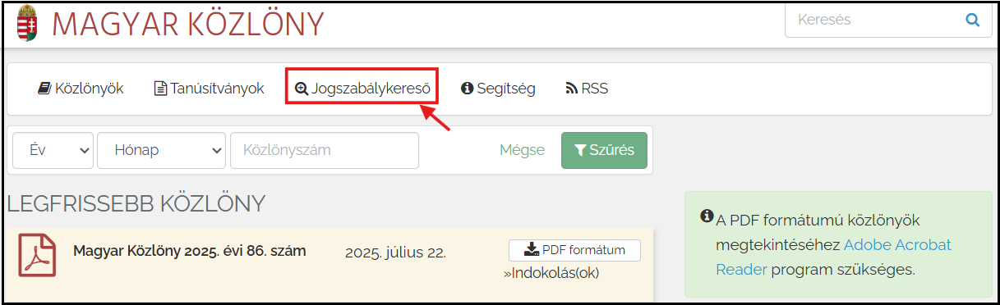 MAGYAR KÖZLÖNY
Keresés
Közlönyök Tanúsítványok Jogszabálykereső Segítség RSS
Év Hónap Közlönyszám Mégse Szűrés
LEGFRISSEBB KÖZLÖNY
Magyar Közlöny 2025. évi 86. szám 2025. július 22. PDF formátum
»Indokolás(ok)
A PDF formátumú közlönyök
megtekintéséhez Adobe Acrobat
Reader program szükséges.